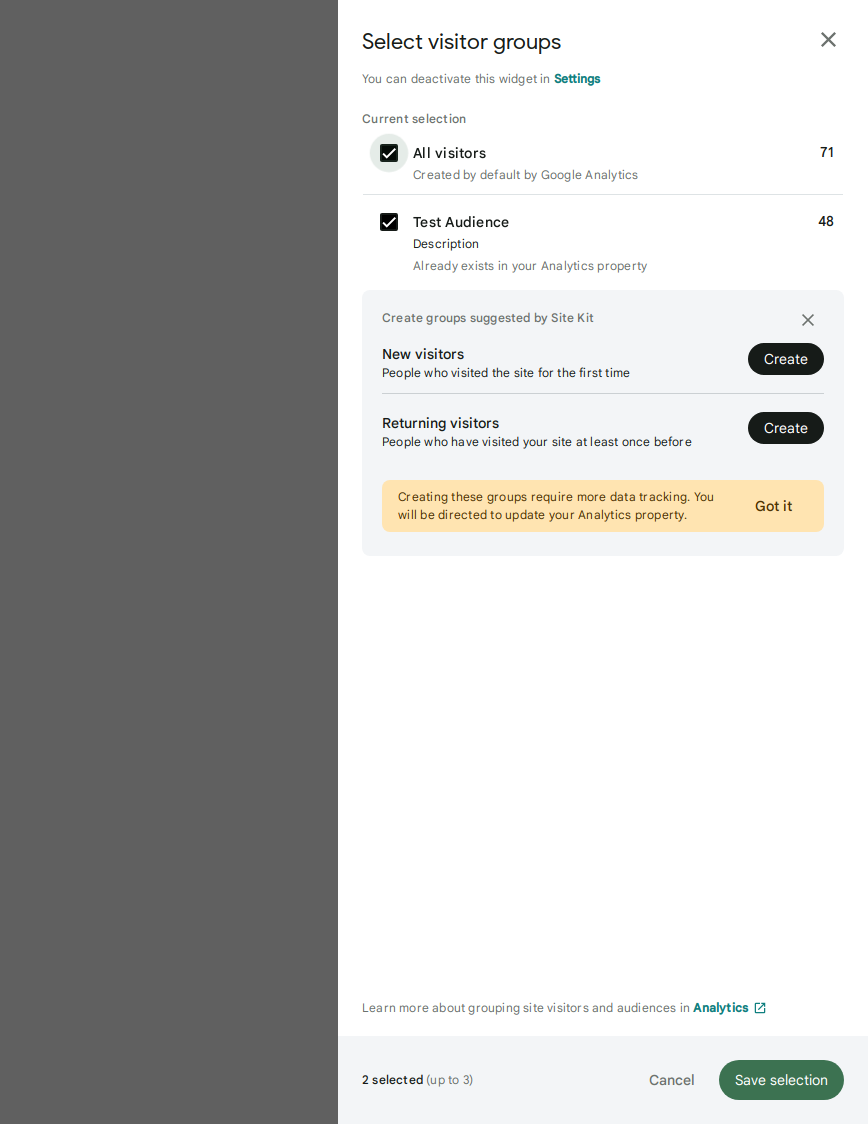 Select visitor groups
You can deactivate this widget in Settings
Current selection
All visitors 71
Created by default by Google Analytics
Test Audience 48
Description
Already exists in your Analytics property
Create groups suggested by Site Kit
New visitors
People who visited the site for the first time
Create
Returning visitors
People who have visited your site at least once before
Create
Creating these groups require more data tracking. You
will be directed to update your Analytics property.
Got it
Learn more about grouping site visitors and audiences in Analytics
2 selected (up to 3)
Cancel
Save selection